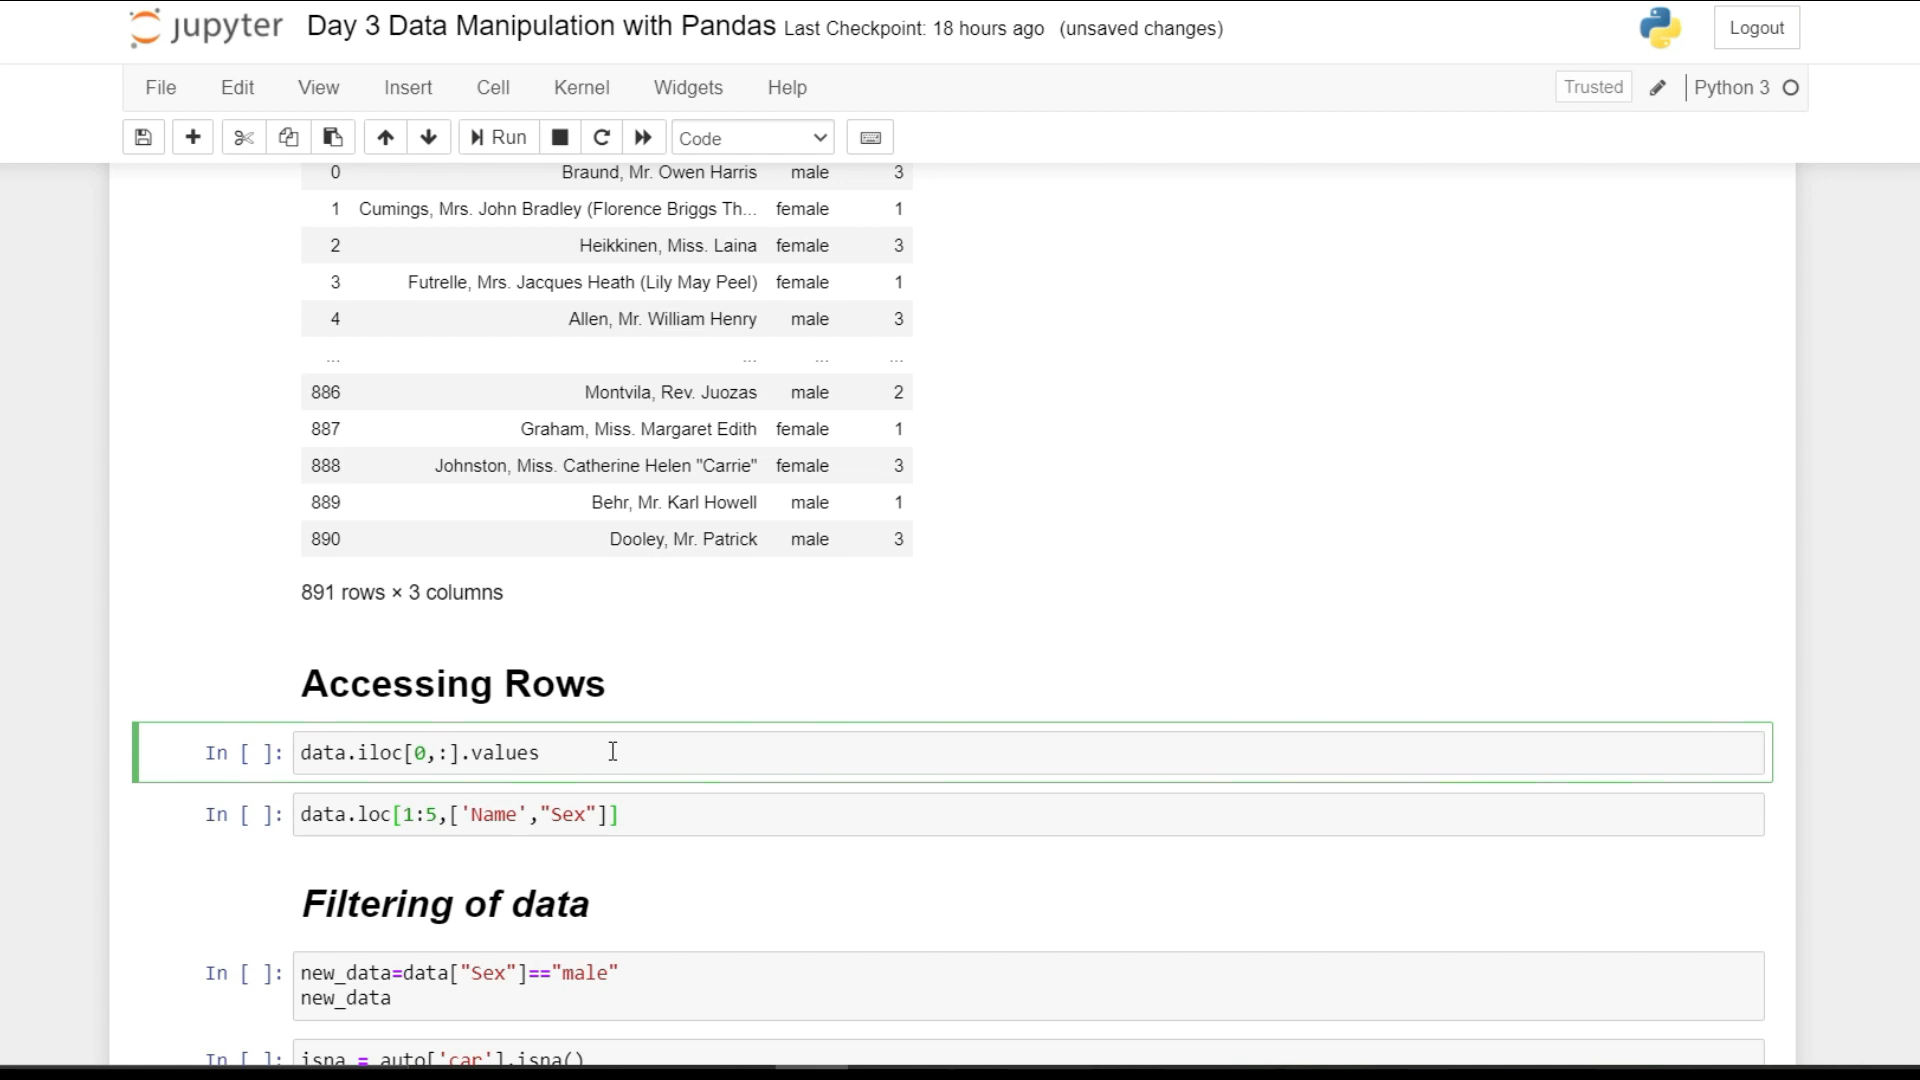 jupyter Day 3 Data Manipulation with Pandas Last Checkpoint: 18 hours ago (unsaved changes) Logout
File Edit View Insert Cell Kernel Widgets Help Trusted Python 3
Run Code
0 Braund, Mr. Owen Harris male 3
1 Cumings, Mrs. John Bradley (Florence Briggs Th... female 1
2 Heikkinen, Miss. Laina female 3
3 Futrelle, Mrs. Jacques Heath (Lily May Peel) female 1
4 Allen, Mr. William Henry male 3
... ... ... ...
886 Montvila, Rev. Juozas male 2
887 Graham, Miss. Margaret Edith female 1
888 Johnston, Miss. Catherine Helen "Carrie" female 3
889 Behr, Mr. Karl Howell male 1
890 Dooley, Mr. Patrick male 3
891 rows × 3 columns
Accessing Rows
In [ ]: data.iloc[0,:].values
In [ ]: data.loc[1:5,['Name',"Sex"]]
Filtering of data
In [ ]: new_data=data["Sex"]=="male"
new_data
In [ ]: isna = auto['car'].isna()